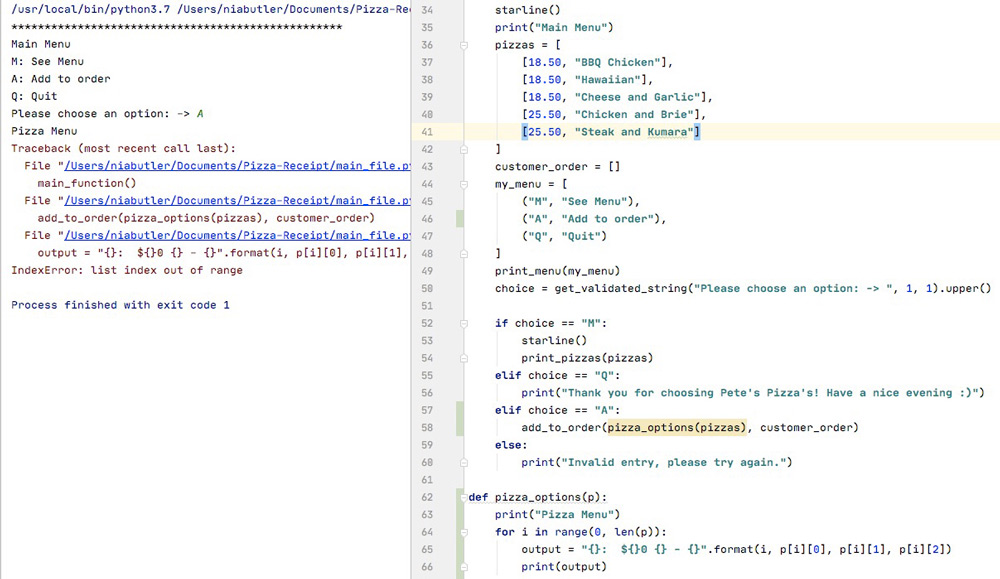 /usr/local/bin/python3.7 /Users/niabutler/Documents/Pizza-Rec
**************************************************
Main Menu
M: See Menu
A: Add to order
Q: Quit
Please choose an option: -> A
Pizza Menu
Traceback (most recent call last):
File "/Users/niabutler/Documents/Pizza-Receipt/main_file.p
main_function()
File "/Users/niabutler/Documents/Pizza-Receipt/main_file.p
add_to_order(pizza_options(pizzas), customer_order)
File "/Users/niabutler/Documents/Pizza-Receipt/main_file.p
output = "{}:  ${}0 {} - {}".format(i, p[i][0], p[i][1],
IndexError: list index out of range
Process finished with exit code 1
34 starline()
35 print("Main Menu")
36 pizzas = [
37 [18.50, "BBQ Chicken"],
38 [18.50, "Hawaiian"],
39 [18.50, "Cheese and Garlic"],
40 [25.50, "Chicken and Brie"],
41 [25.50, "Steak and Kumara"]
42 ]
43 customer_order = []
44 my_menu = [
45 ("M", "See Menu"),
46 ("A", "Add to order"),
47 ("Q", "Quit")
48 ]
49 print_menu(my_menu)
50 choice = get_validated_string("Please choose an option: -> ", 1, 1).upper()
51
52 if choice == "M":
53 starline()
54 print_pizzas(pizzas)
55 elif choice == "Q":
56 print("Thank you for choosing Pete's Pizza's! Have a nice evening :)")
57 elif choice == "A":
58 add_to_order(pizza_options(pizzas), customer_order)
59 else:
60 print("Invalid entry, please try again.")
61
62 def pizza_options(p):
63 print("Pizza Menu")
64 for i in range(0, len(p)):
65 output = "{}:  ${}0 {} - {}".format(i, p[i][0], p[i][1], p[i][2])
66 print(output)